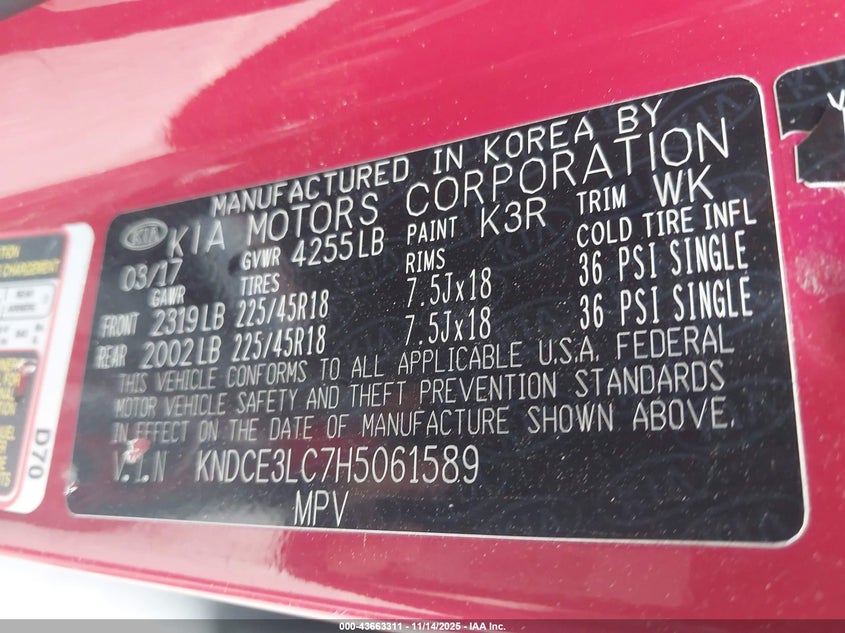 MANUFACTURED IN KOREA BY
KIA KIA MOTORS CORPORATION
03/17 GVWR 4255LB PAINT K3R TRIM WK
GAWR TIRES RIMS COLD TIRE INFL
FRONT 2319LB 225/45R18 7.5Jx18 36 PSI SINGLE
REAR 2002LB 225/45R18 7.5Jx18 36 PSI SINGLE
THIS VEHICLE CONFORMS TO ALL APPLICABLE U.S.A. FEDERAL
MOTOR VEHICLE SAFETY AND THEFT PREVENTION STANDARDS
IN EFFECT ON THE DATE OF MANUFACTURE SHOWN ABOVE.
V.I.N KNDCE3LC7H5061589
MPV
D70
000-43663311 - 11/14/2025 - IAA Inc.